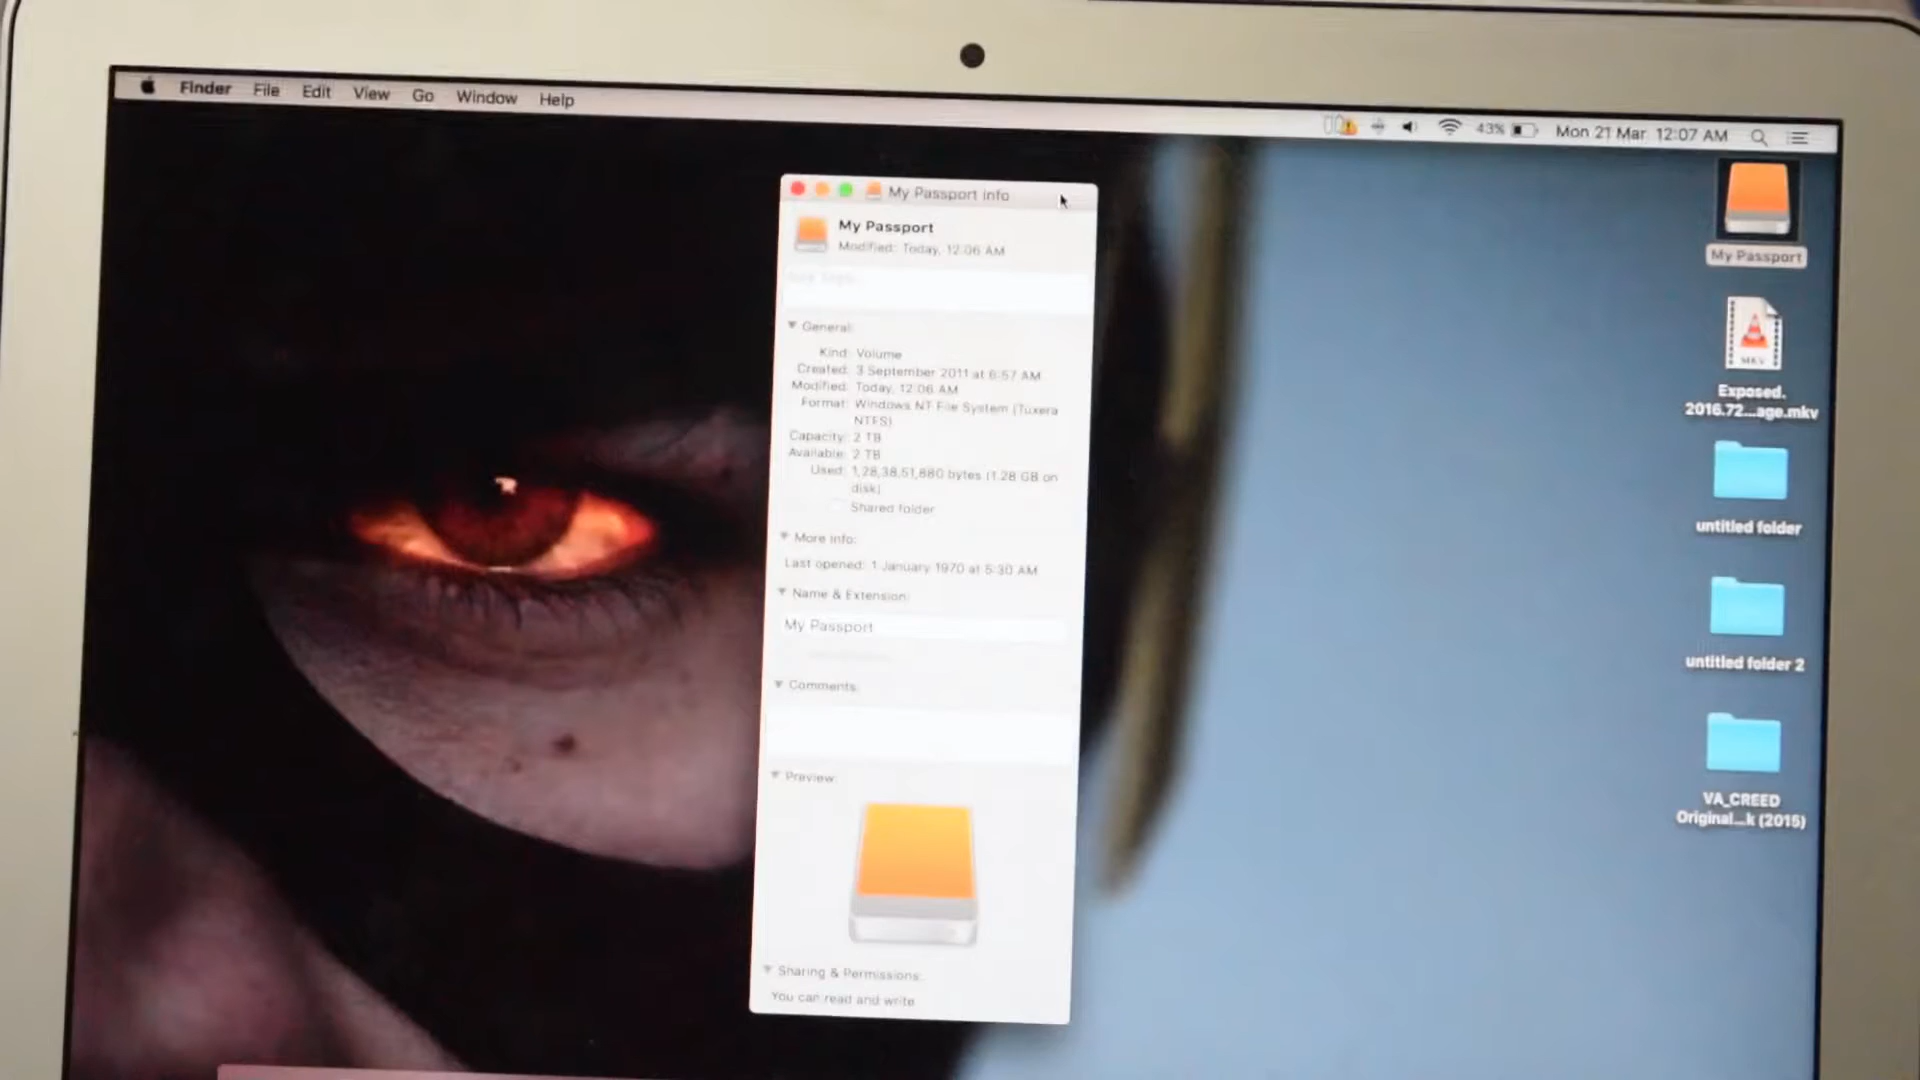 Finder File Edit View Go Window Help
43% Mon 21 Mar 12:07 AM
My Passport info
My Passport
Modified: Today, 12:06 AM
General:
Kind: Volume
Created: 3 September 2011 at 6:57 AM
Modified: Today, 12:06 AM
Format: Windows NT File System (Tuxera
NTFS)
Capacity: 2 TB
Available: 2 TB
Used: 1,28,38,51,880 bytes (1.28 GB on
disk)
Shared folder
More Info:
Last opened: 1 January 1970 at 5:30 AM
Name & Extension:
My Passport
Comments:
Preview:
Sharing & Permissions:
You can read and write
My Passport
MKV
Exposed.
2016.72...age.mkv
untitled folder
untitled folder 2
VA_CREED
Original...k (2015)